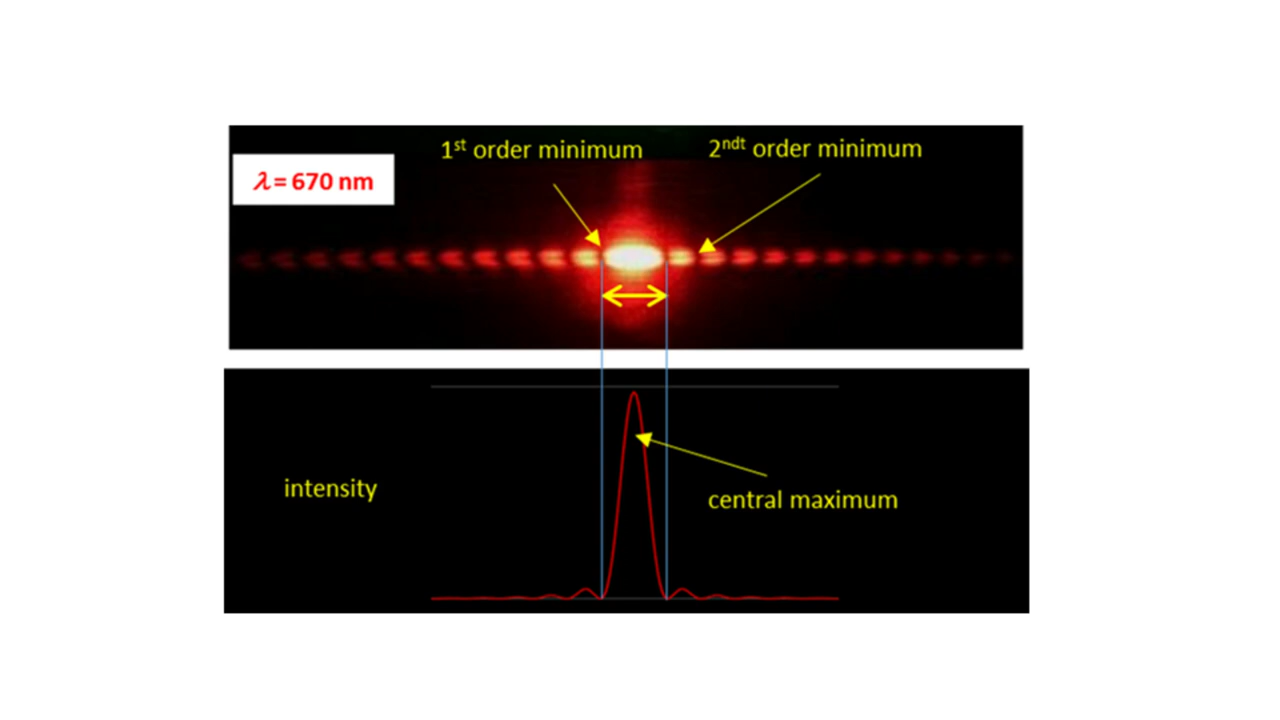 1st order minimum
2ndt order minimum
λ = 670 nm
intensity
central maximum